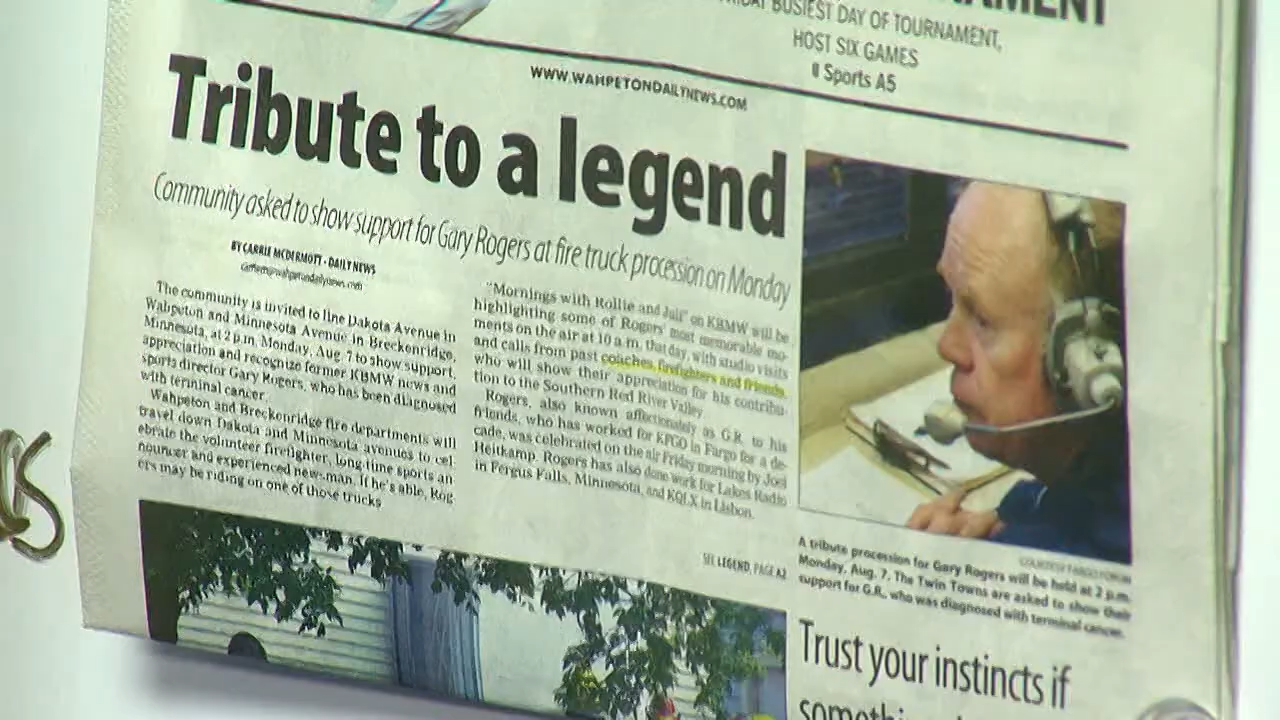 BUSIEST DAY OF TOURNAMENT,
HOST SIX GAMES
Sports A5
WWW.WAHPETONDAILYNEWS.COM
Tribute to a legend
Community asked to show support for Gary Rogers at fire truck procession on Monday
BY CARRIE MCDERMOTT • DAILY NEWS
The community is invited to line Dakota Avenue in
Wahpeton and Minnesota Avenue in Breckenridge,
Minnesota, at 2 p.m. Monday, Aug. 7 to show support,
appreciation and recognize former KBMW news and
sports director Gary Rogers, who has been diagnosed
with terminal cancer.
Wahpeton and Breckenridge fire departments will
travel down Dakota and Minnesota avenues to cel
ebrate the volunteer firefighter, long-time sports an
nouncer and experienced newsman. If he's able, Rog
ers may be riding on one of those trucks
"Mornings with Rollie and Jali" on KBMW will be
highlighting some of Rogers' most memorable mo-
ments on the air at 10 a.m. that day, with studio visits
and calls from past coaches, firefighters and friends
who will show their appreciation for his contribu-
tion to the Southern Red River Valley
Rogers, also known affectionately as G.R. to his
friends, who has worked for KFGO in Fargo for a de-
cade, was celebrated on the air Friday morning by Joel
Heitkamp. Rogers has also done work for Lakes Radio
in Fergus Falls, Minnesota, and KQLX in Lisbon.
SEE LEGEND, PAGE A2
COURTESY FARGO FORUM
A tribute procession for Gary Rogers will be held at 2 p.m.
Monday, Aug. 7. The Twin Towns are asked to show their
support for G.R., who was diagnosed with terminal cancer.
Trust your instincts if